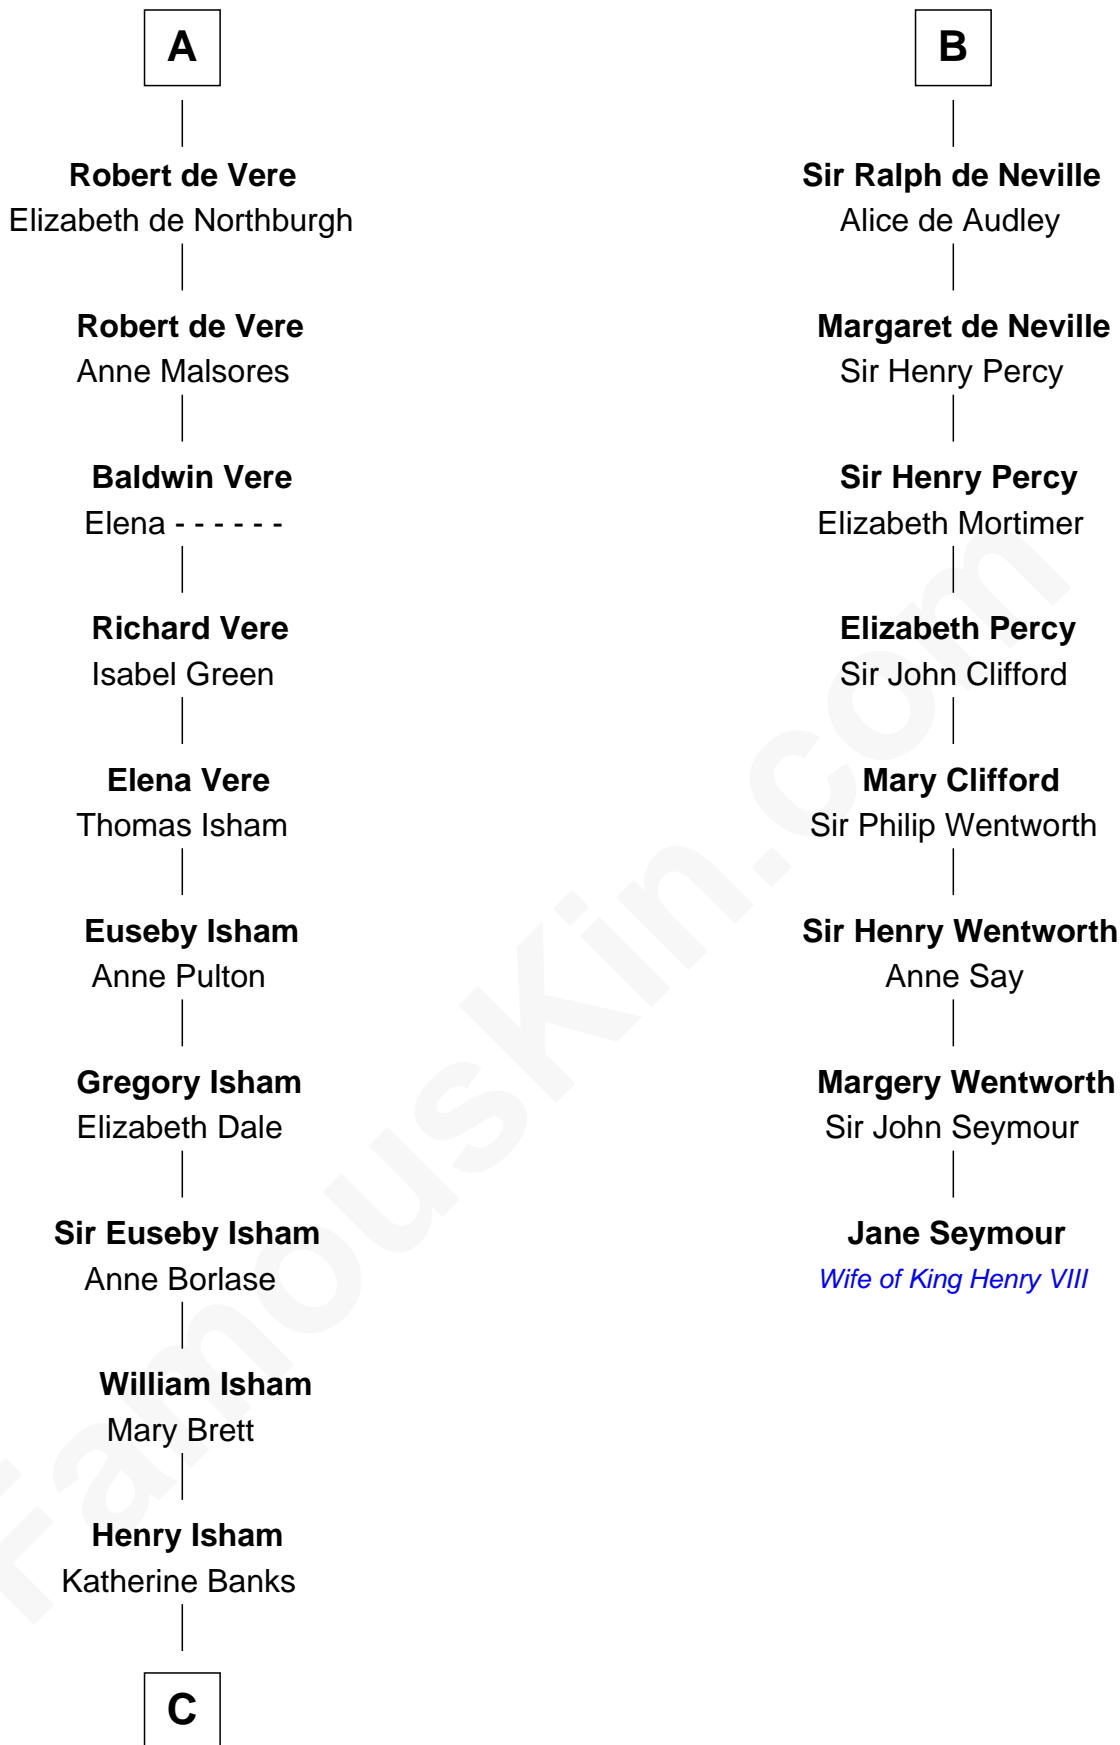 A
Robert de Vere
Elizabeth de Northburgh
Robert de Vere
Anne Malsores
Baldwin Vere
Elena - - - - - -
Richard Vere
Isabel Green
Elena Vere
Thomas Isham
Euseby Isham
Anne Pulton
Gregory Isham
Elizabeth Dale
Sir Euseby Isham
Anne Borlase
William Isham
Mary Brett
Henry Isham
Katherine Banks
C
B
Sir Ralph de Neville
Alice de Audley
Margaret de Neville
Sir Henry Percy
Sir Henry Percy
Elizabeth Mortimer
Elizabeth Percy
Sir John Clifford
Mary Clifford
Sir Philip Wentworth
Sir Henry Wentworth
Anne Say
Margery Wentworth
Sir John Seymour
Jane Seymour
Wife of King Henry VIII
FamousKin.com